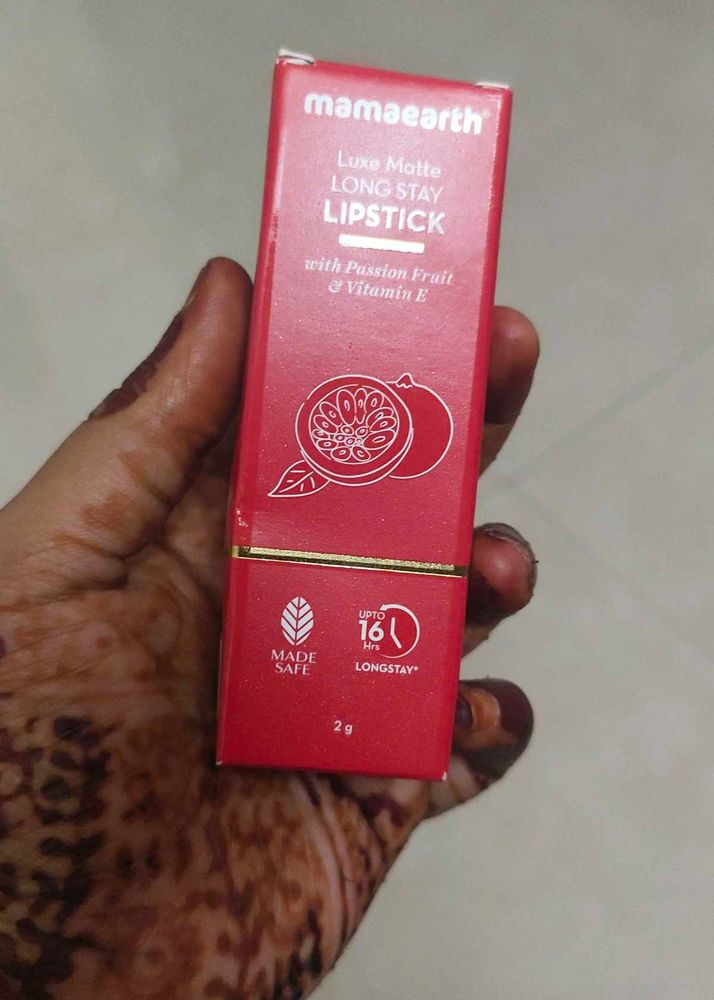 mamaearth®
Luxe Matte
LONG STAY
LIPSTICK
with Passion Fruit
& Vitamin E
MADE
SAFE
UPTO
16
Hrs
LONGSTAY*
2 g